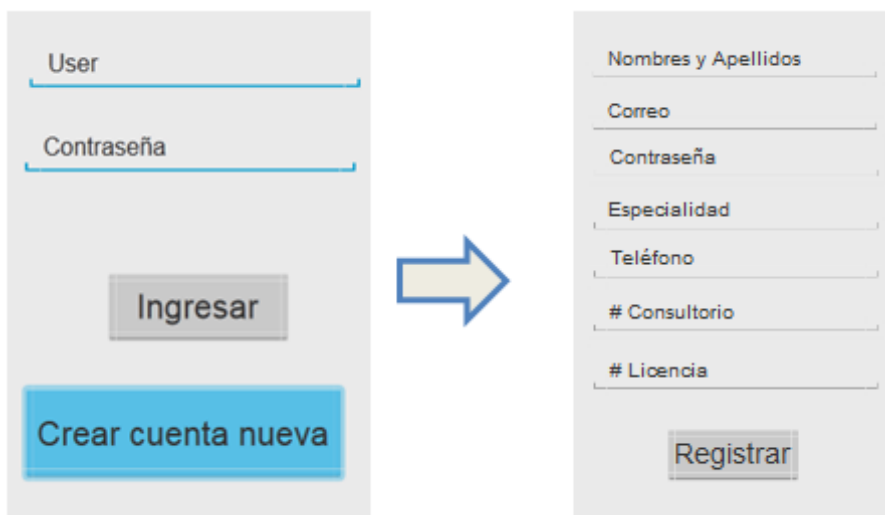 User
Contraseña
Ingresar
Crear cuenta nueva
Nombres y Apellidos
Correo
Contraseña
Especialidad
Teléfono
# Consultorio
# Licencia
Registrar